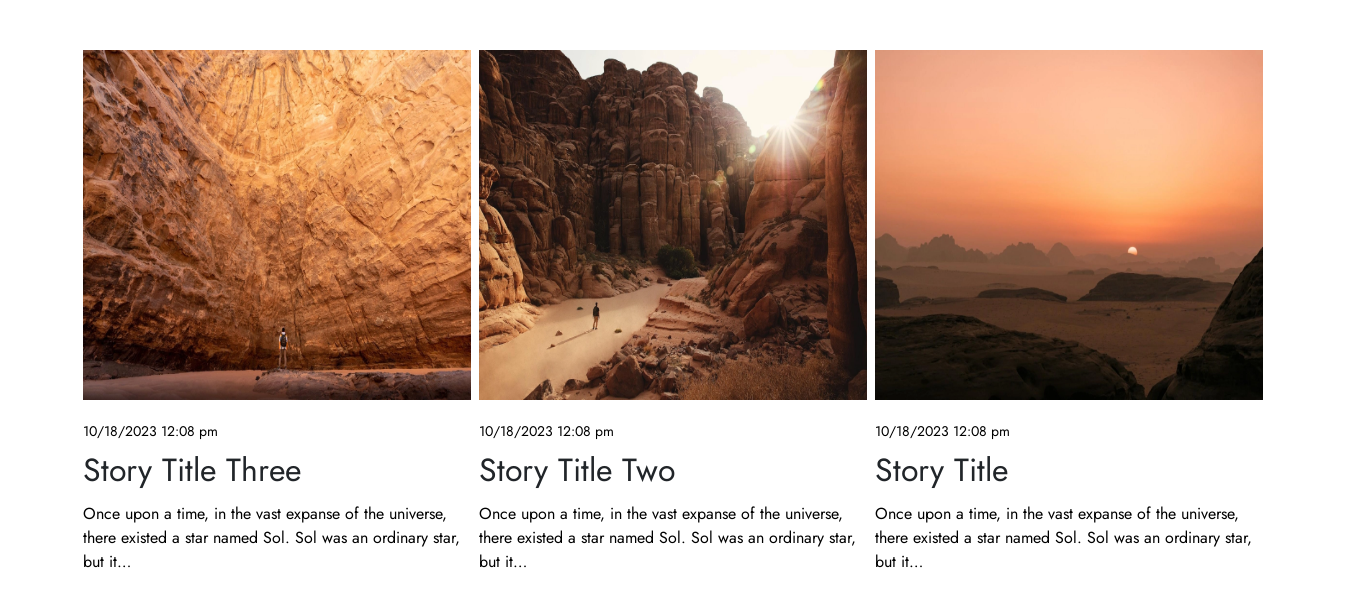 10/18/2023 12:08 pm
Story Title Three
Once upon a time, in the vast expanse of the universe,
there existed a star named Sol. Sol was an ordinary star,
but it...
10/18/2023 12:08 pm
Story Title Two
Once upon a time, in the vast expanse of the universe,
there existed a star named Sol. Sol was an ordinary star,
but it...
10/18/2023 12:08 pm
Story Title
Once upon a time, in the vast expanse of the universe,
there existed a star named Sol. Sol was an ordinary star,
but it...